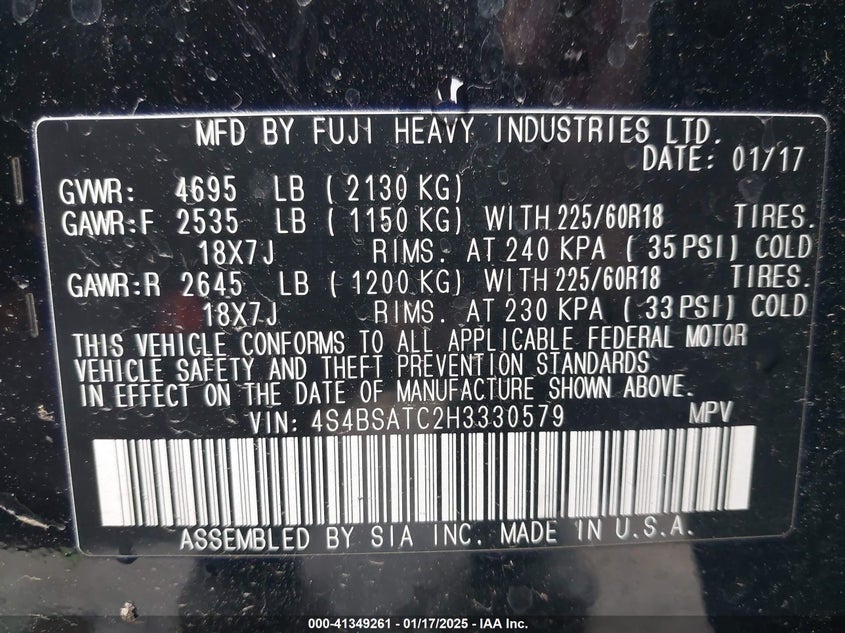 MFD BY FUJI HEAVY INDUSTRIES LTD.
DATE: 01/17
GVWR: 4695 LB ( 2130 KG)
GAWR:F 2535 LB ( 1150 KG) WITH 225/60R18 TIRES.
18X7J RIMS. AT 240 KPA ( 35 PSI) COLD
GAWR:R 2645 LB ( 1200 KG) WITH 225/60R18 TIRES.
18X7J RIMS. AT 230 KPA ( 33 PSI) COLD
THIS VEHICLE CONFORMS TO ALL APPLICABLE FEDERAL MOTOR
VEHICLE SAFETY AND THEFT PREVENTION STANDARDS
IN EFFECT ON THE DATE OF MANUFACTURE SHOWN ABOVE.
VIN: 4S4BSATC2H3330579 MPV
ASSEMBLED BY SIA INC. MADE IN U.S.A.
000-41349261 - 01/17/2025 - IAA Inc.